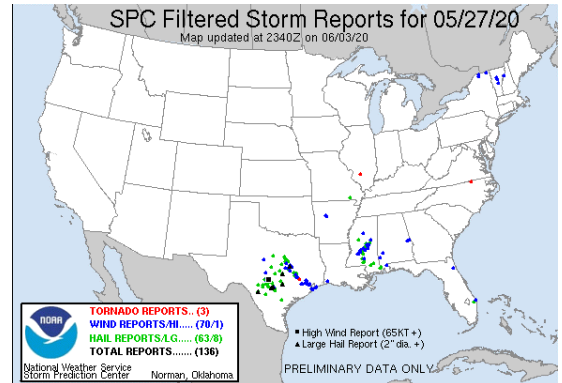 SPC Filtered Storm Reports for 05/27/20
Map updated at 2340Z on 06/03/20
TORNADO REPORTS.. (3)
WIND REPORTS/HI..... (70/1)
HAIL REPORTS/LG..... (63/8)
TOTAL REPORTS....... (136)
NOAA
National Weather Service
Storm Prediction Center Norman, Oklahoma
■ High Wind Report (65KT +)
▲ Large Hail Report (2" dia. +)
PRELIMINARY DATA ONLY